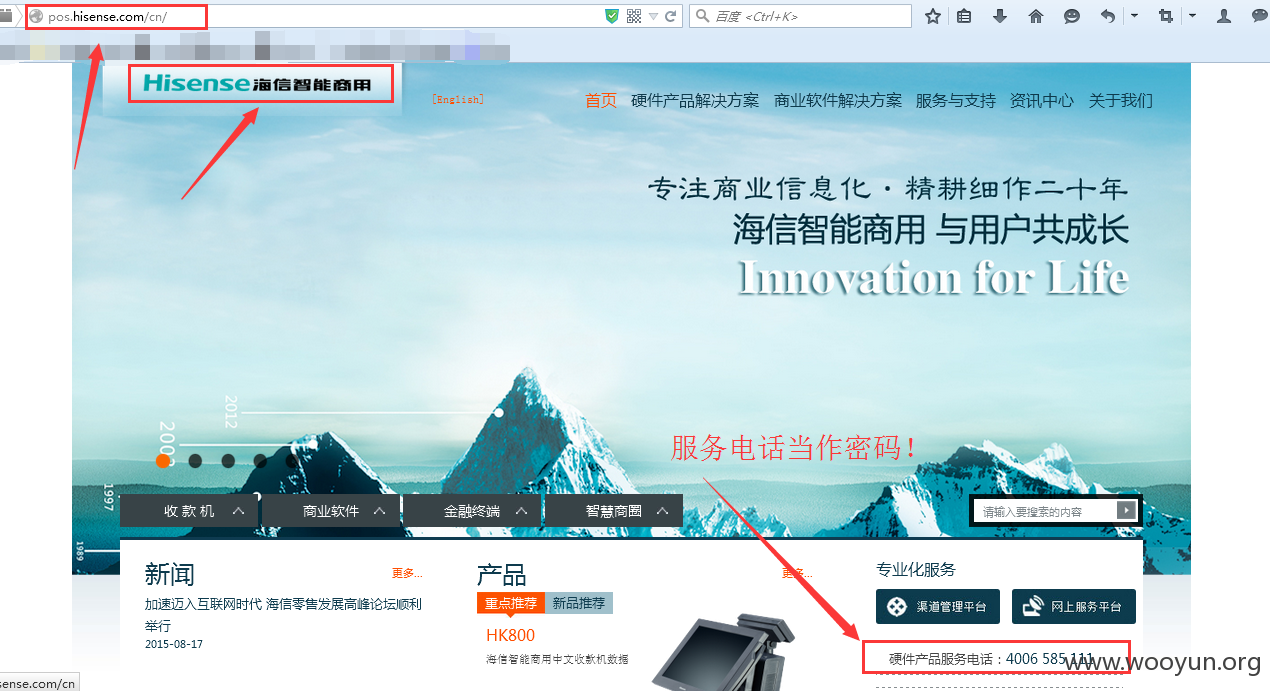 pos.hisense.com/cn/
百度 <Ctrl+K>
Hisense海信智能商用
[English]
首页 硬件产品解决方案 商业软件解决方案 服务与支持 资讯中心 关于我们
专注商业信息化·精耕细作二十年
海信智能商用 与用户共成长
Innovation for Life
2012
1997
1989
服务电话当作密码!
收款机 商业软件 金融终端 智慧商圈
请输入要搜索的内容
新闻
更多...
加速迈入互联网时代 海信零售发展高峰论坛顺利
举行
2015-08-17
产品
更多...
重点推荐 新品推荐
HK800
海信智能商用中文收款机数据
专业化服务
渠道管理平台 网上服务平台
硬件产品服务电话：4006 585 111
www.wooyun.org
sense.com/cn